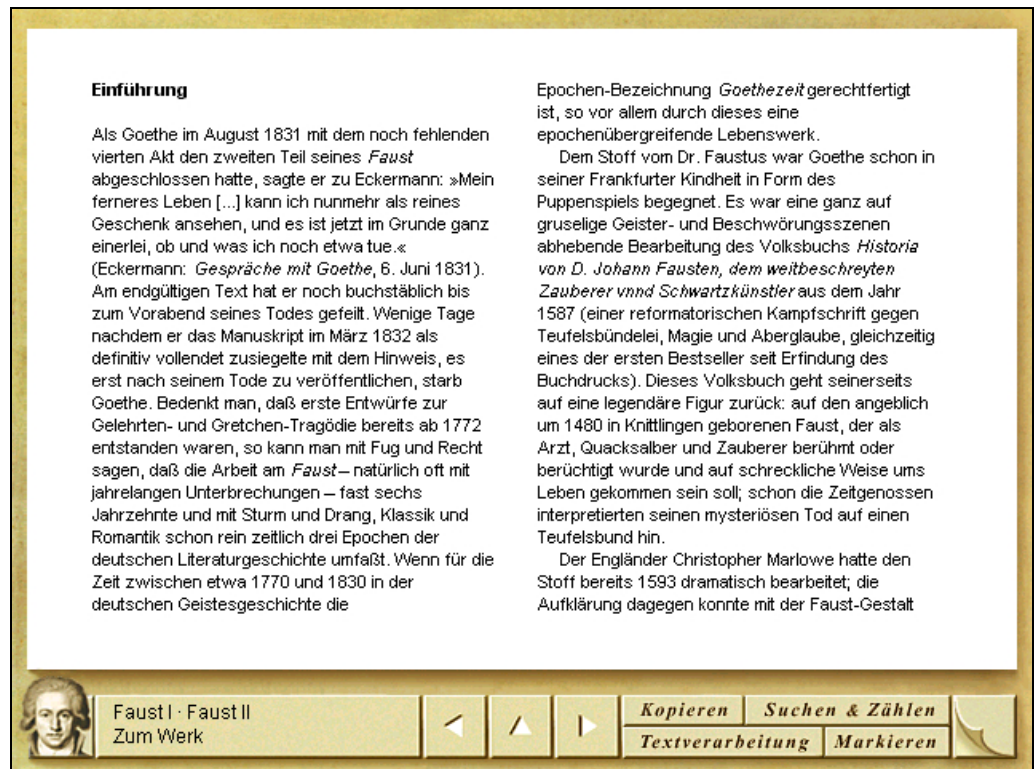 Einführung
Als Goethe im August 1831 mit dem noch fehlenden
vierten Akt den zweiten Teil seines Faust
abgeschlossen hatte, sagte er zu Eckermann: »Mein
ferneres Leben [...] kann ich nunmehr als reines
Geschenk ansehen, und es ist jetzt im Grunde ganz
einerlei, ob und was ich noch etwa tue.«
(Eckermann: Gespräche mit Goethe, 6. Juni 1831).
Am endgültigen Text hat er noch buchstäblich bis
zum Vorabend seines Todes gefeilt. Wenige Tage
nachdem er das Manuskript im März 1832 als
definitiv vollendet zusiegelte mit dem Hinweis, es
erst nach seinem Tode zu veröffentlichen, starb
Goethe. Bedenkt man, daß erste Entwürfe zur
Gelehrten- und Gretchen-Tragödie bereits ab 1772
entstanden waren, so kann man mit Fug und Recht
sagen, daß die Arbeit am Faust – natürlich oft mit
jahrelangen Unterbrechungen – fast sechs
Jahrzehnte und mit Sturm und Drang, Klassik und
Romantik schon rein zeitlich drei Epochen der
deutschen Literaturgeschichte umfaßt. Wenn für die
Zeit zwischen etwa 1770 und 1830 in der
deutschen Geistesgeschichte die
Epochen-Bezeichnung Goethezeit gerechtfertigt
ist, so vor allem durch dieses eine
epochenübergreifende Lebenswerk.
Dem Stoff vom Dr. Faustus war Goethe schon in
seiner Frankfurter Kindheit in Form des
Puppenspiels begegnet. Es war eine ganz auf
gruselige Geister- und Beschwörungsszenen
abhebende Bearbeitung des Volksbuchs Historia
von D. Johann Fausten, dem weitbeschreyten
Zauberer vnnd Schwartzkünstler aus dem Jahr
1587 (einer reformatorischen Kampfschrift gegen
Teufelsbündelei, Magie und Aberglaube, gleichzeitig
eines der ersten Bestseller seit Erfindung des
Buchdrucks). Dieses Volksbuch geht seinerseits
auf eine legendäre Figur zurück: auf den angeblich
um 1480 in Knittlingen geborenen Faust, der als
Arzt, Quacksalber und Zauberer berühmt oder
berüchtigt wurde und auf schreckliche Weise ums
Leben gekommen sein soll; schon die Zeitgenossen
interpretierten seinen mysteriösen Tod auf einen
Teufelsbund hin.
Der Engländer Christopher Marlowe hatte den
Stoff bereits 1593 dramatisch bearbeitet; die
Aufklärung dagegen konnte mit der Faust-Gestalt
Faust I · Faust II
Zum Werk
Kopieren
Suchen & Zählen
Textverarbeitung
Markieren